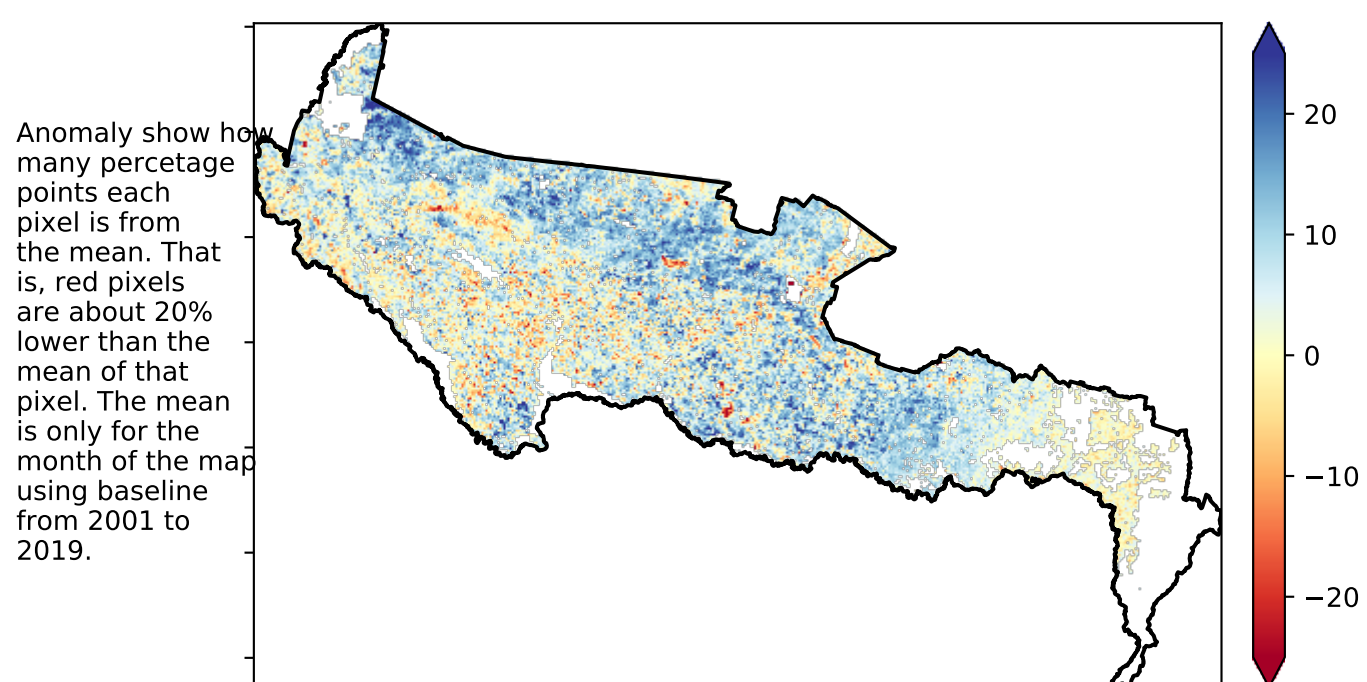 Anomaly show how
many percetage
points each
pixel is from
the mean. That
is, red pixels
are about 20%
lower than the
mean of that
pixel. The mean
is only for the
month of the map
using baseline
from 2001 to
2019.
20
10
0
−10
−20